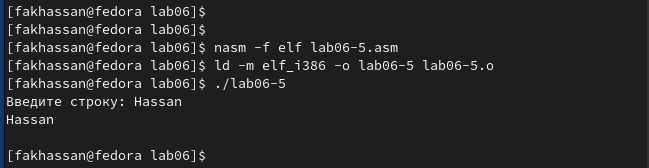 [fakhassan@fedora lab06]$
[fakhassan@fedora lab06]$
[fakhassan@fedora lab06]$ nasm -f elf lab06-5.asm
[fakhassan@fedora lab06]$ ld -m elf_i386 -o lab06-5 lab06-5.o
[fakhassan@fedora lab06]$ ./lab06-5
Введите строку: Hassan
Hassan
[fakhassan@fedora lab06]$